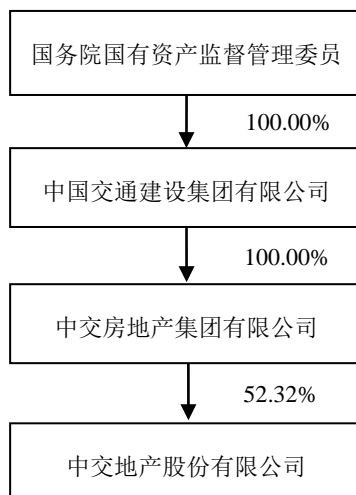 国务院国有资产监督管理委员
100.00%
中国交通建设集团有限公司
100.00%
中交房地产集团有限公司
52.32%
中交地产股份有限公司